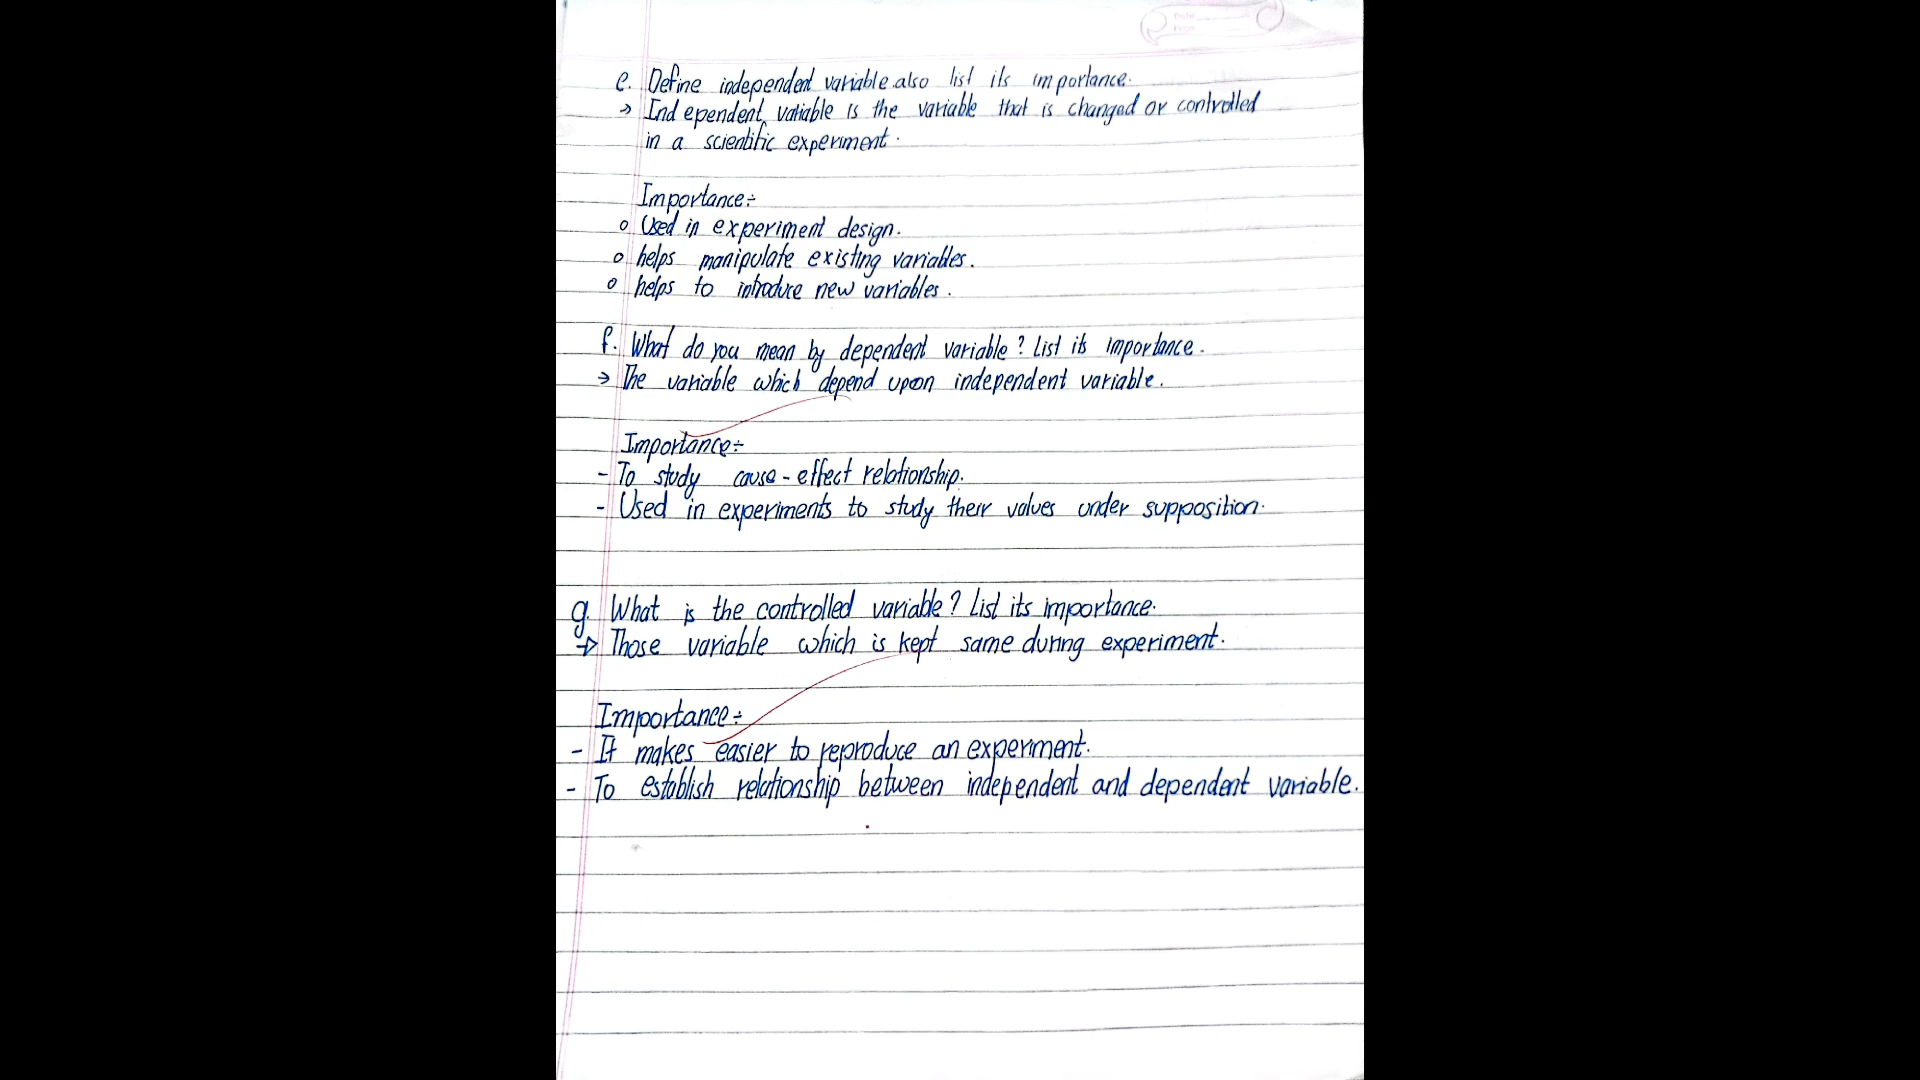 e. Define independent variable also list its importance.
→ Independent variable is the variable that is changed or controlled
in a scientific experiment.
Importance:-
o Used in experiment design.
o helps manipulate existing variables.
o helps to introduce new variables.
f. What do you mean by dependent variable? List its importance.
→ The variable which depend upon independent variable.
Importance:-
- To study cause-effect relationship.
- Used in experiments to study their values under supposition.
g. What is the controlled variable? List its importance.
→ Those variable which is kept same during experiment.
Importance:-
- It makes easier to reproduce an experiment.
- To establish relationship between independent and dependent variable.